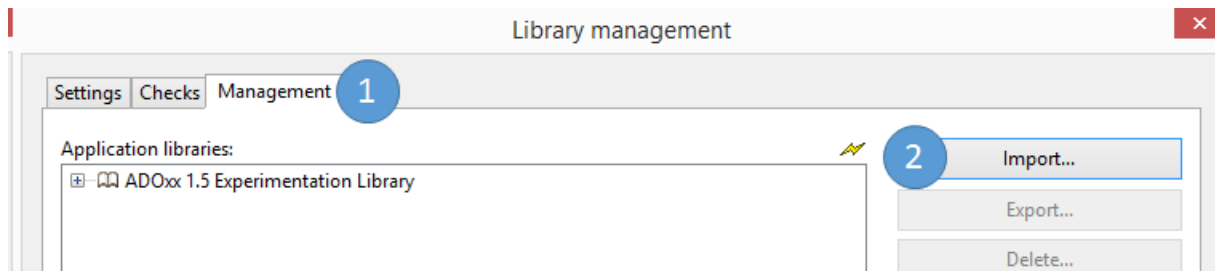 Library management
Settings Checks Management 1
Application libraries:
2 Import...
ADOxx 1.5 Experimentation Library
Export...
Delete...